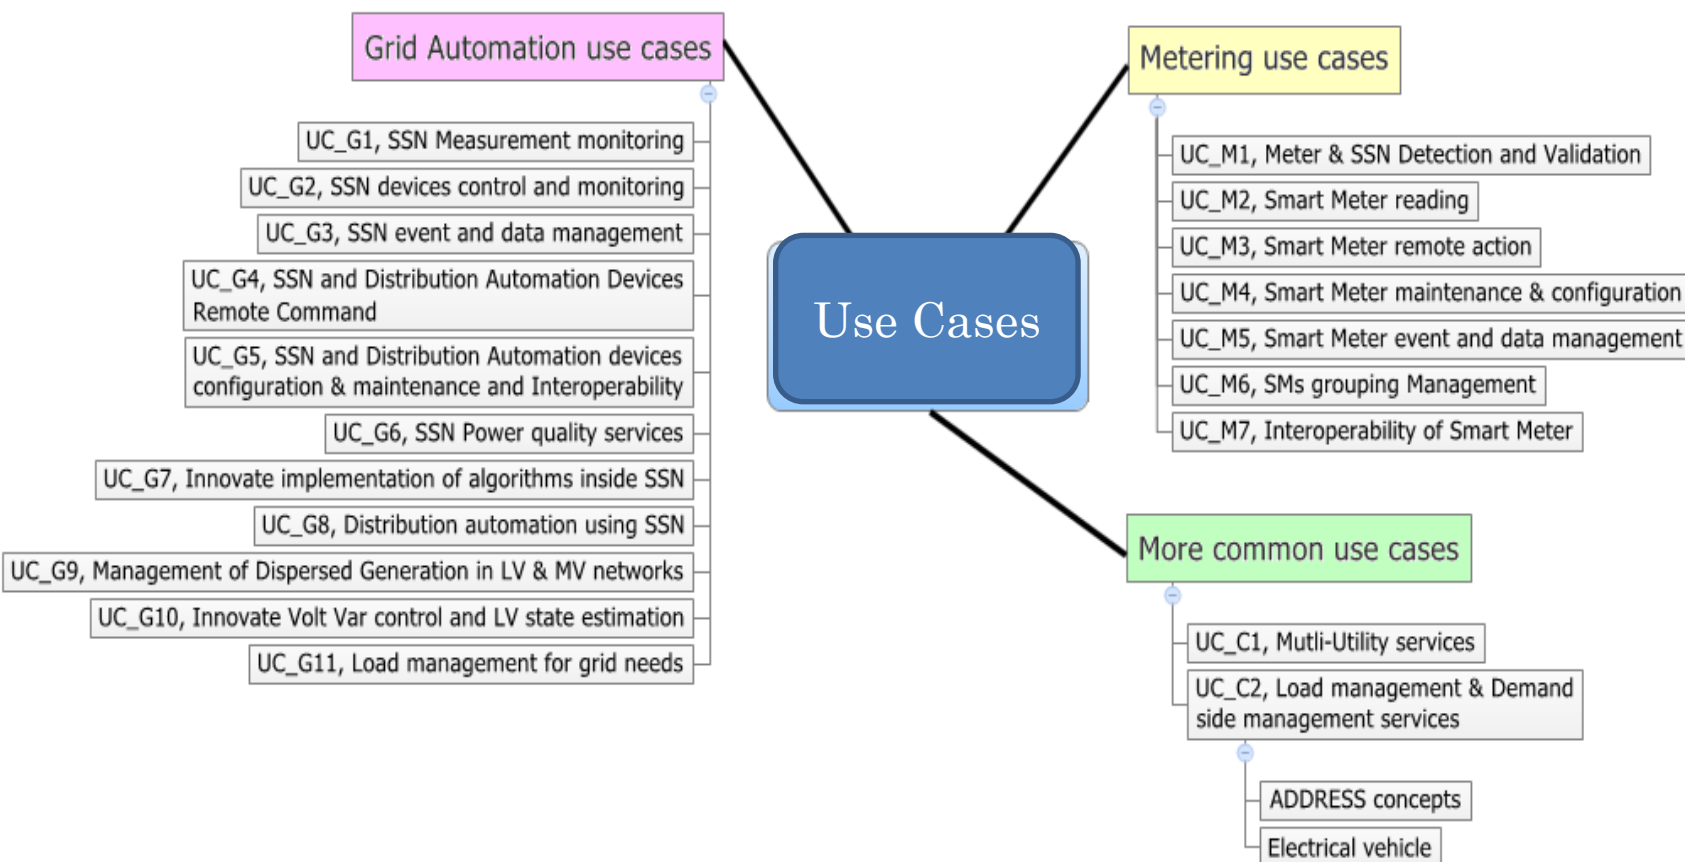 Grid Automation use cases
UC_G1, SSN Measurement monitoring
UC_G2, SSN devices control and monitoring
UC_G3, SSN event and data management
UC_G4, SSN and Distribution Automation Devices
Remote Command
UC_G5, SSN and Distribution Automation devices
configuration & maintenance and Interoperability
UC_G6, SSN Power quality services
UC_G7, Innovate implementation of algorithms inside SSN
UC_G8, Distribution automation using SSN
UC_G9, Management of Dispersed Generation in LV & MV networks
UC_G10, Innovate Volt Var control and LV state estimation
UC_G11, Load management for grid needs
Use Cases
Metering use cases
UC_M1, Meter & SSN Detection and Validation
UC_M2, Smart Meter reading
UC_M3, Smart Meter remote action
UC_M4, Smart Meter maintenance & configuration
UC_M5, Smart Meter event and data management
UC_M6, SMs grouping Management
UC_M7, Interoperability of Smart Meter
More common use cases
UC_C1, Mutli-Utility services
UC_C2, Load management & Demand
side management services
ADDRESS concepts
Electrical vehicle